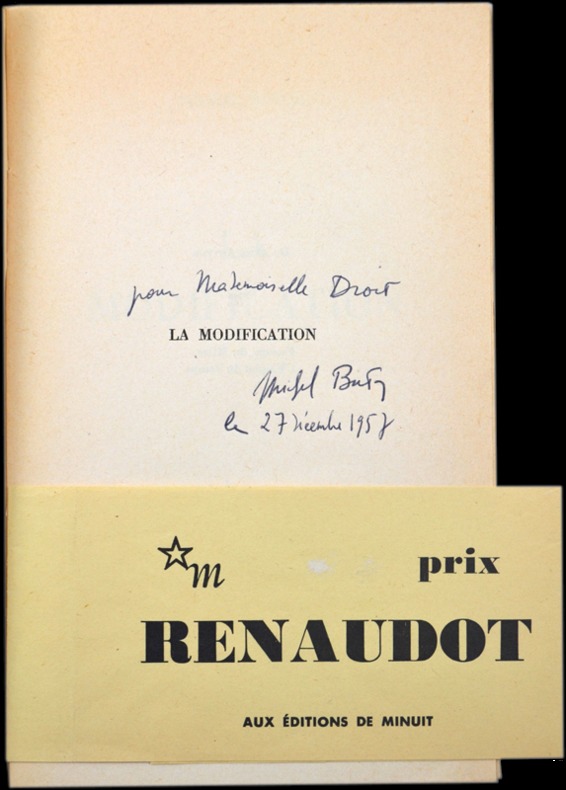 pour Mademoiselle Droit
LA MODIFICATION
Michel Butor
le 27 décembre 1957
m
prix
RENAUDOT
AUX ÉDITIONS DE MINUIT